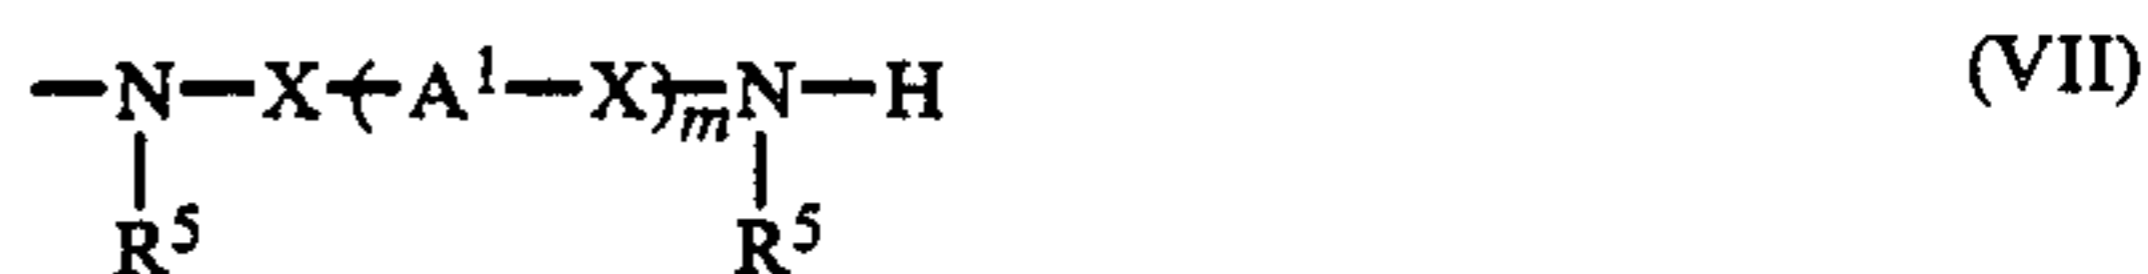 —N—X—(A¹—X)ₘ—N—H (VII)
R⁵ R⁵